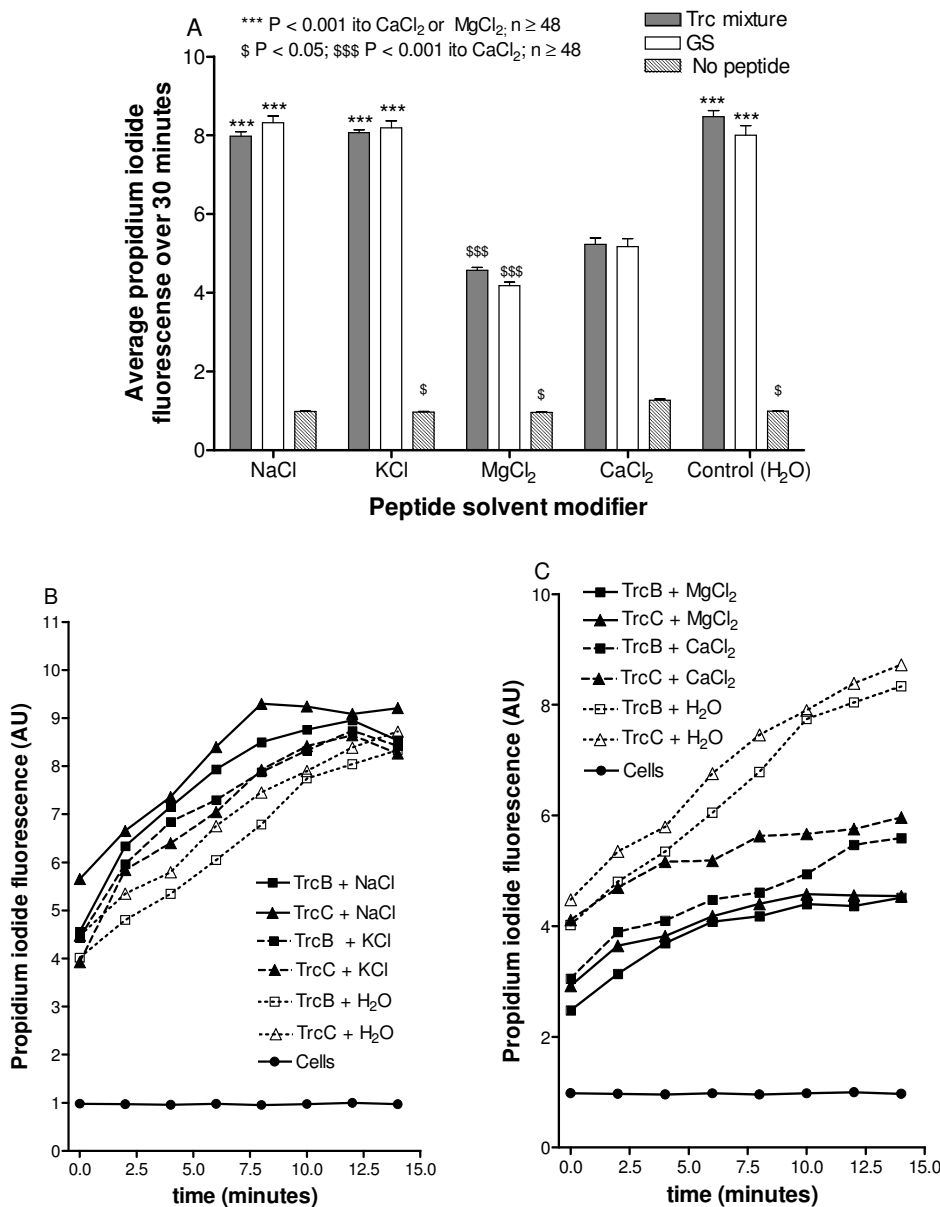 A
*** P < 0.001 ito CaCl₂ or MgCl₂; n ≥ 48
$ P < 0.05; $$$ P < 0.001 ito CaCl₂; n ≥ 48
Trc mixture
GS
No peptide
Average propidium iodide
fluorescense over 30 minutes
10
8
6
4
2
0
*** *** *** *** *** ***
$$$ $$$
$ $ $
NaCl KCl MgCl₂ CaCl₂ Control (H₂O)
Peptide solvent modifier
B
Propidium iodide fluorescence (AU)
11
10
9
8
7
6
5
4
3
2
1
1
0
TrcB + NaCl
TrcC + NaCl
TrcB + KCl
TrcC + KCl
TrcB + H₂O
TrcC + H₂O
Cells
0.0 2.5 5.0 7.5 10.0 12.5 15.0
time (minutes)
C
Propidium iodide fluorescence (AU)
10
8
6
4
2
0
TrcB + MgCl₂
TrcC + MgCl₂
TrcB + CaCl₂
TrcC + CaCl₂
TrcB + H₂O
TrcC + H₂O
Cells
0.0 2.5 5.0 7.5 10.0 12.5 15.0
time (minutes)